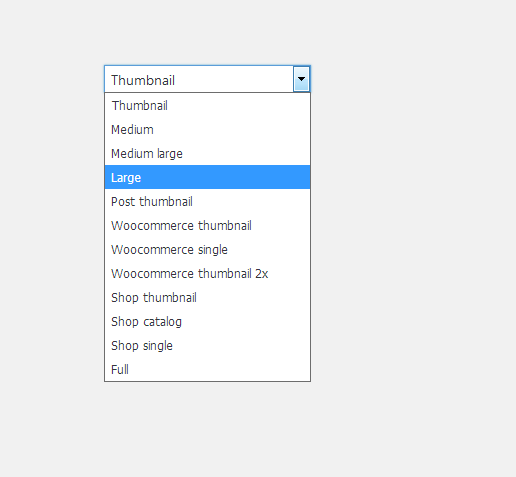 Thumbnail
Thumbnail
Medium
Medium large
Large
Post thumbnail
Woocommerce thumbnail
Woocommerce single
Woocommerce thumbnail 2x
Shop thumbnail
Shop catalog
Shop single
Full